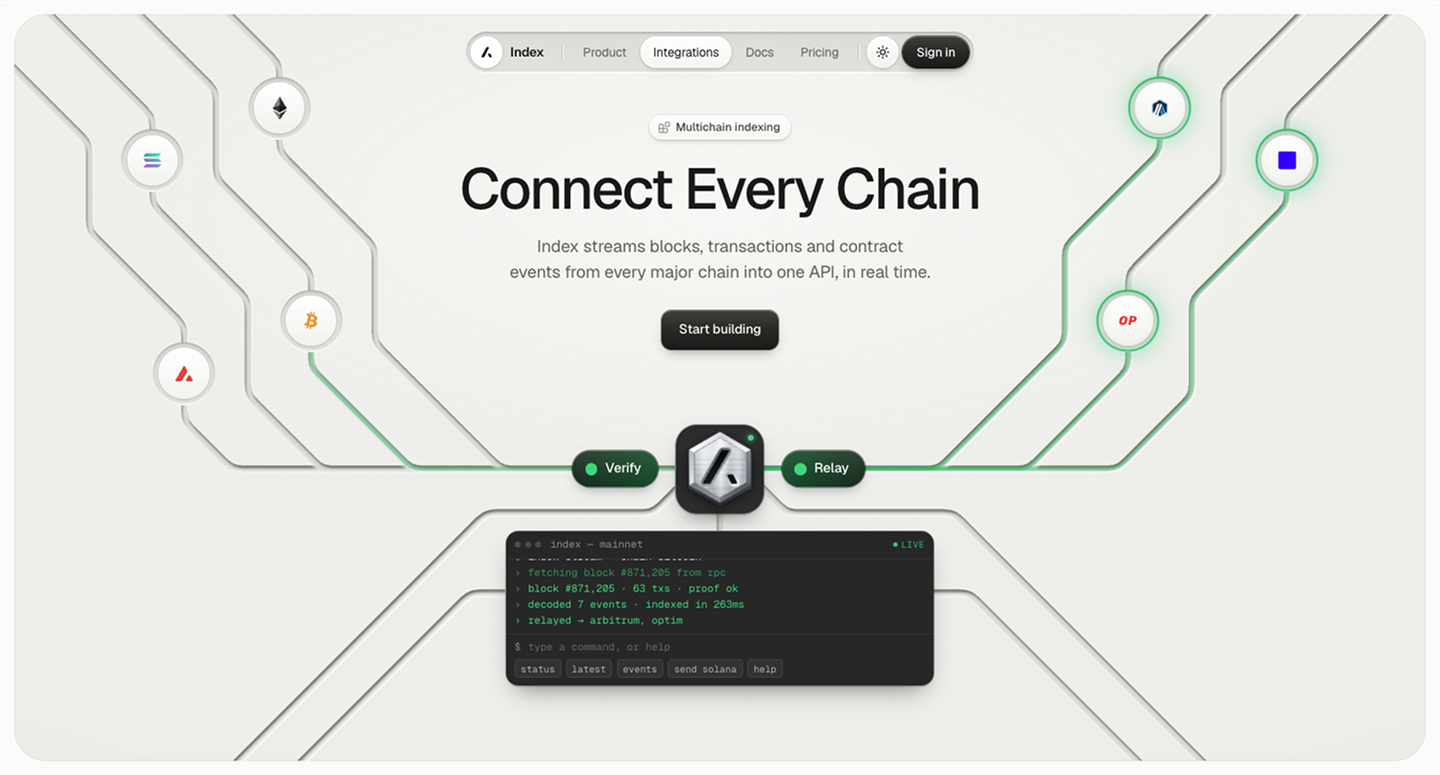 Index
Product
Integrations
Docs
Pricing
Sign in
Multichain indexing
Connect Every Chain
Index streams blocks, transactions and contract
events from every major chain into one API, in real time.
Start building
OP
Verify
Relay
index — mainnet
LIVE
› fetching block #871,205 from rpc
› block #871,205 · 63 txs · proof ok
› decoded 7 events · indexed in 263ms
› relayed → arbitrum, optim
$ type a command, or help
status
latest
events
send solana
help